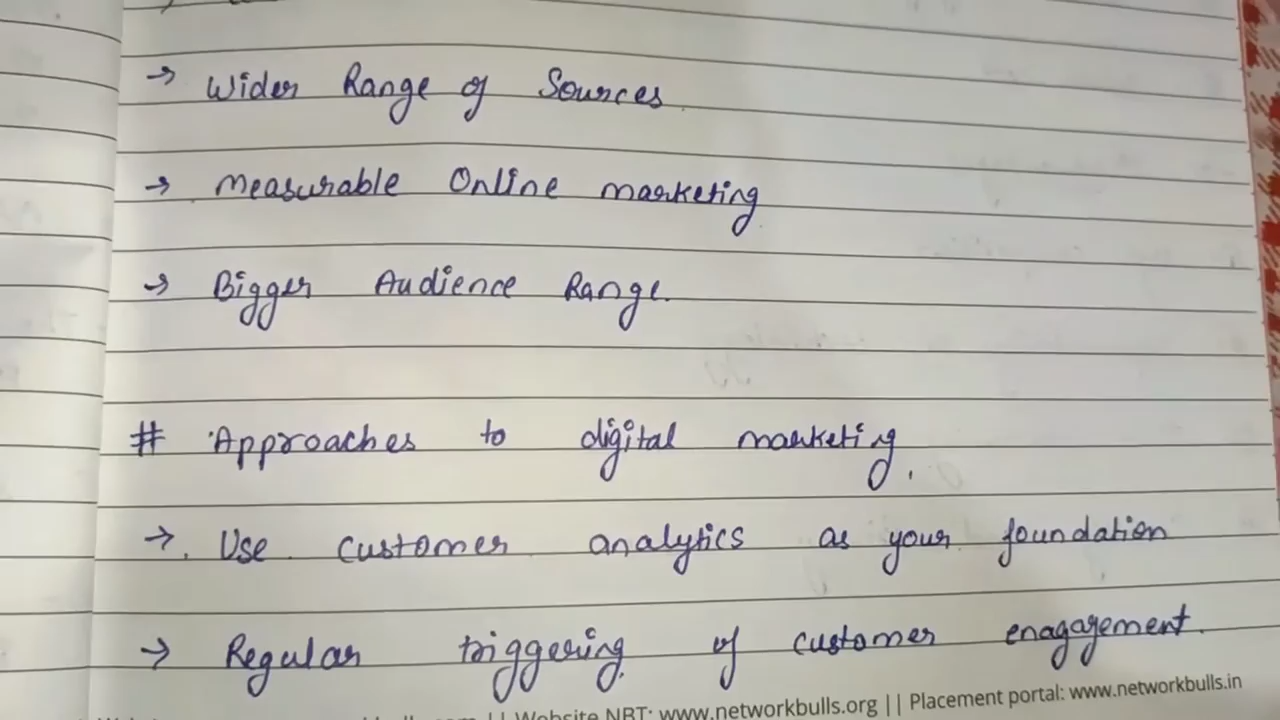 → Wider Range of Sources
→ Measurable Online marketing
→ Bigger Audience Range.
# Approaches to digital marketing.
→ Use customer analytics as your foundation
→ Regular triggering of customer enagagement.
|| Website NBT: www.networkbulls.org || Placement portal: www.networkbulls.in